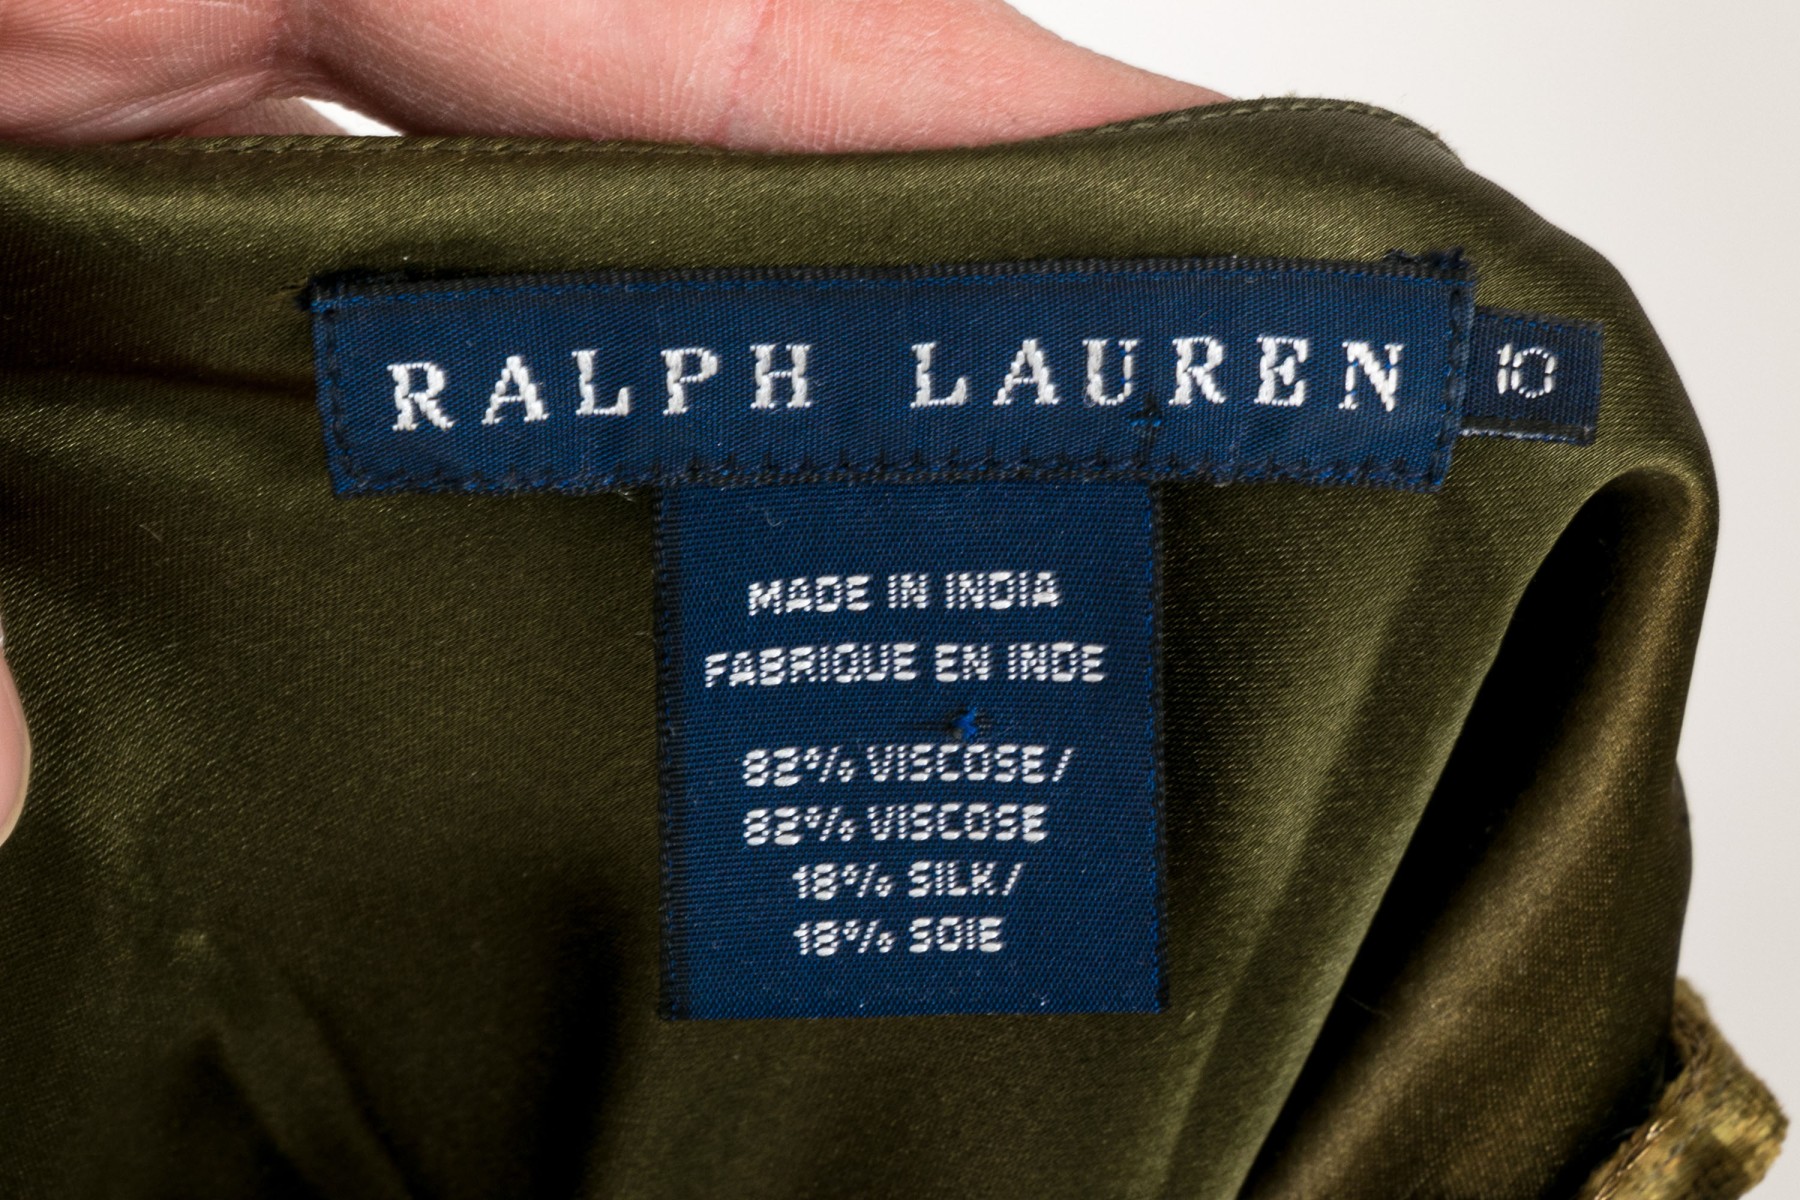 RALPH LAUREN
10
MADE IN INDIA
FABRIQUE EN INDE
82% VISCOSE/
82% VISCOSE
18% SILK/
18% SOIE